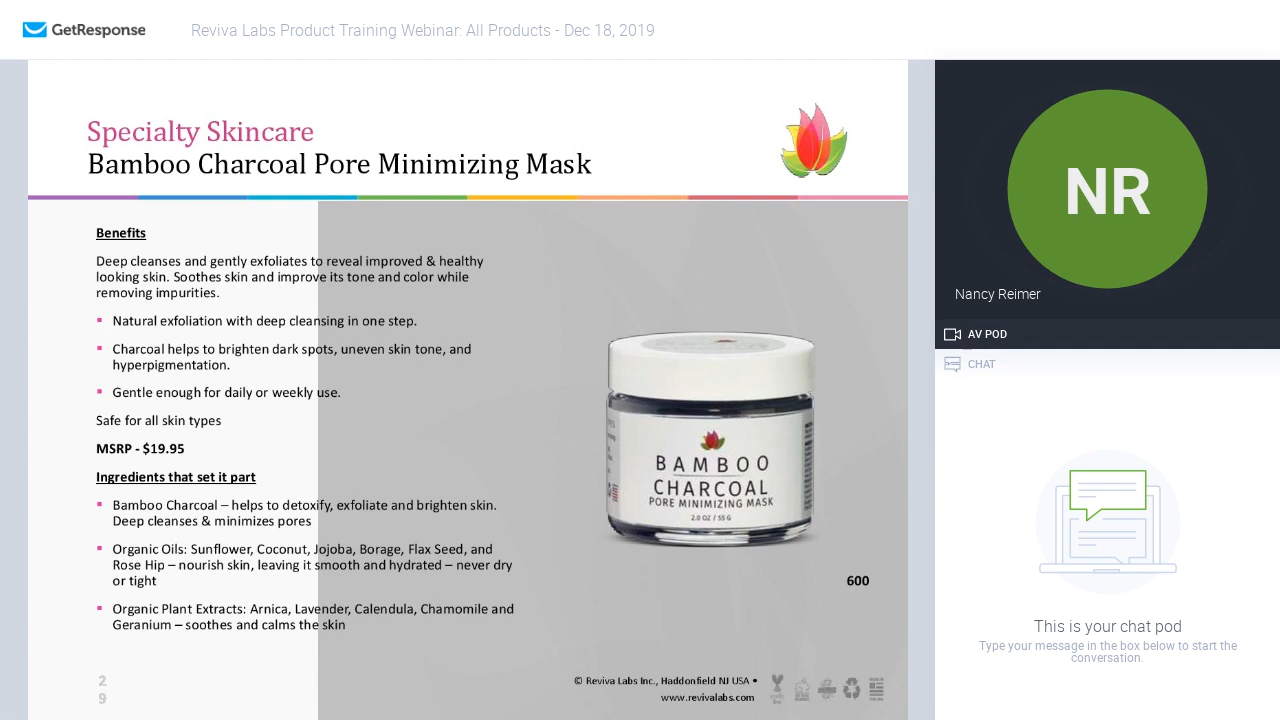 GetResponse
Reviva Labs Product Training Webinar: All Products - Dec 18, 2019
Specialty Skincare
Bamboo Charcoal Pore Minimizing Mask
Benefits
Deep cleanses and gently exfoliates to reveal improved & healthy
looking skin. Soothes skin and improve its tone and color while
removing impurities.
▪ Natural exfoliation with deep cleansing in one step.
▪ Charcoal helps to brighten dark spots, uneven skin tone, and
hyperpigmentation.
▪ Gentle enough for daily or weekly use.
Safe for all skin types
MSRP - $19.95
Ingredients that set it part
▪ Bamboo Charcoal – helps to detoxify, exfoliate and brighten skin.
Deep cleanses & minimizes pores
▪ Organic Oils: Sunflower, Coconut, Jojoba, Borage, Flax Seed, and
Rose Hip – nourish skin, leaving it smooth and hydrated – never dry
or tight
▪ Organic Plant Extracts: Arnica, Lavender, Calendula, Chamomile and
Geranium – soothes and calms the skin
BAMBOO
CHARCOAL
PORE MINIMIZING MASK
2.0 OZ / 55 G
600
2
9
© Reviva Labs Inc., Haddonfield NJ USA •
www.revivalabs.com
NR
Nancy Reimer
AV POD
CHAT
This is your chat pod
Type your message in the box below to start the
conversation.